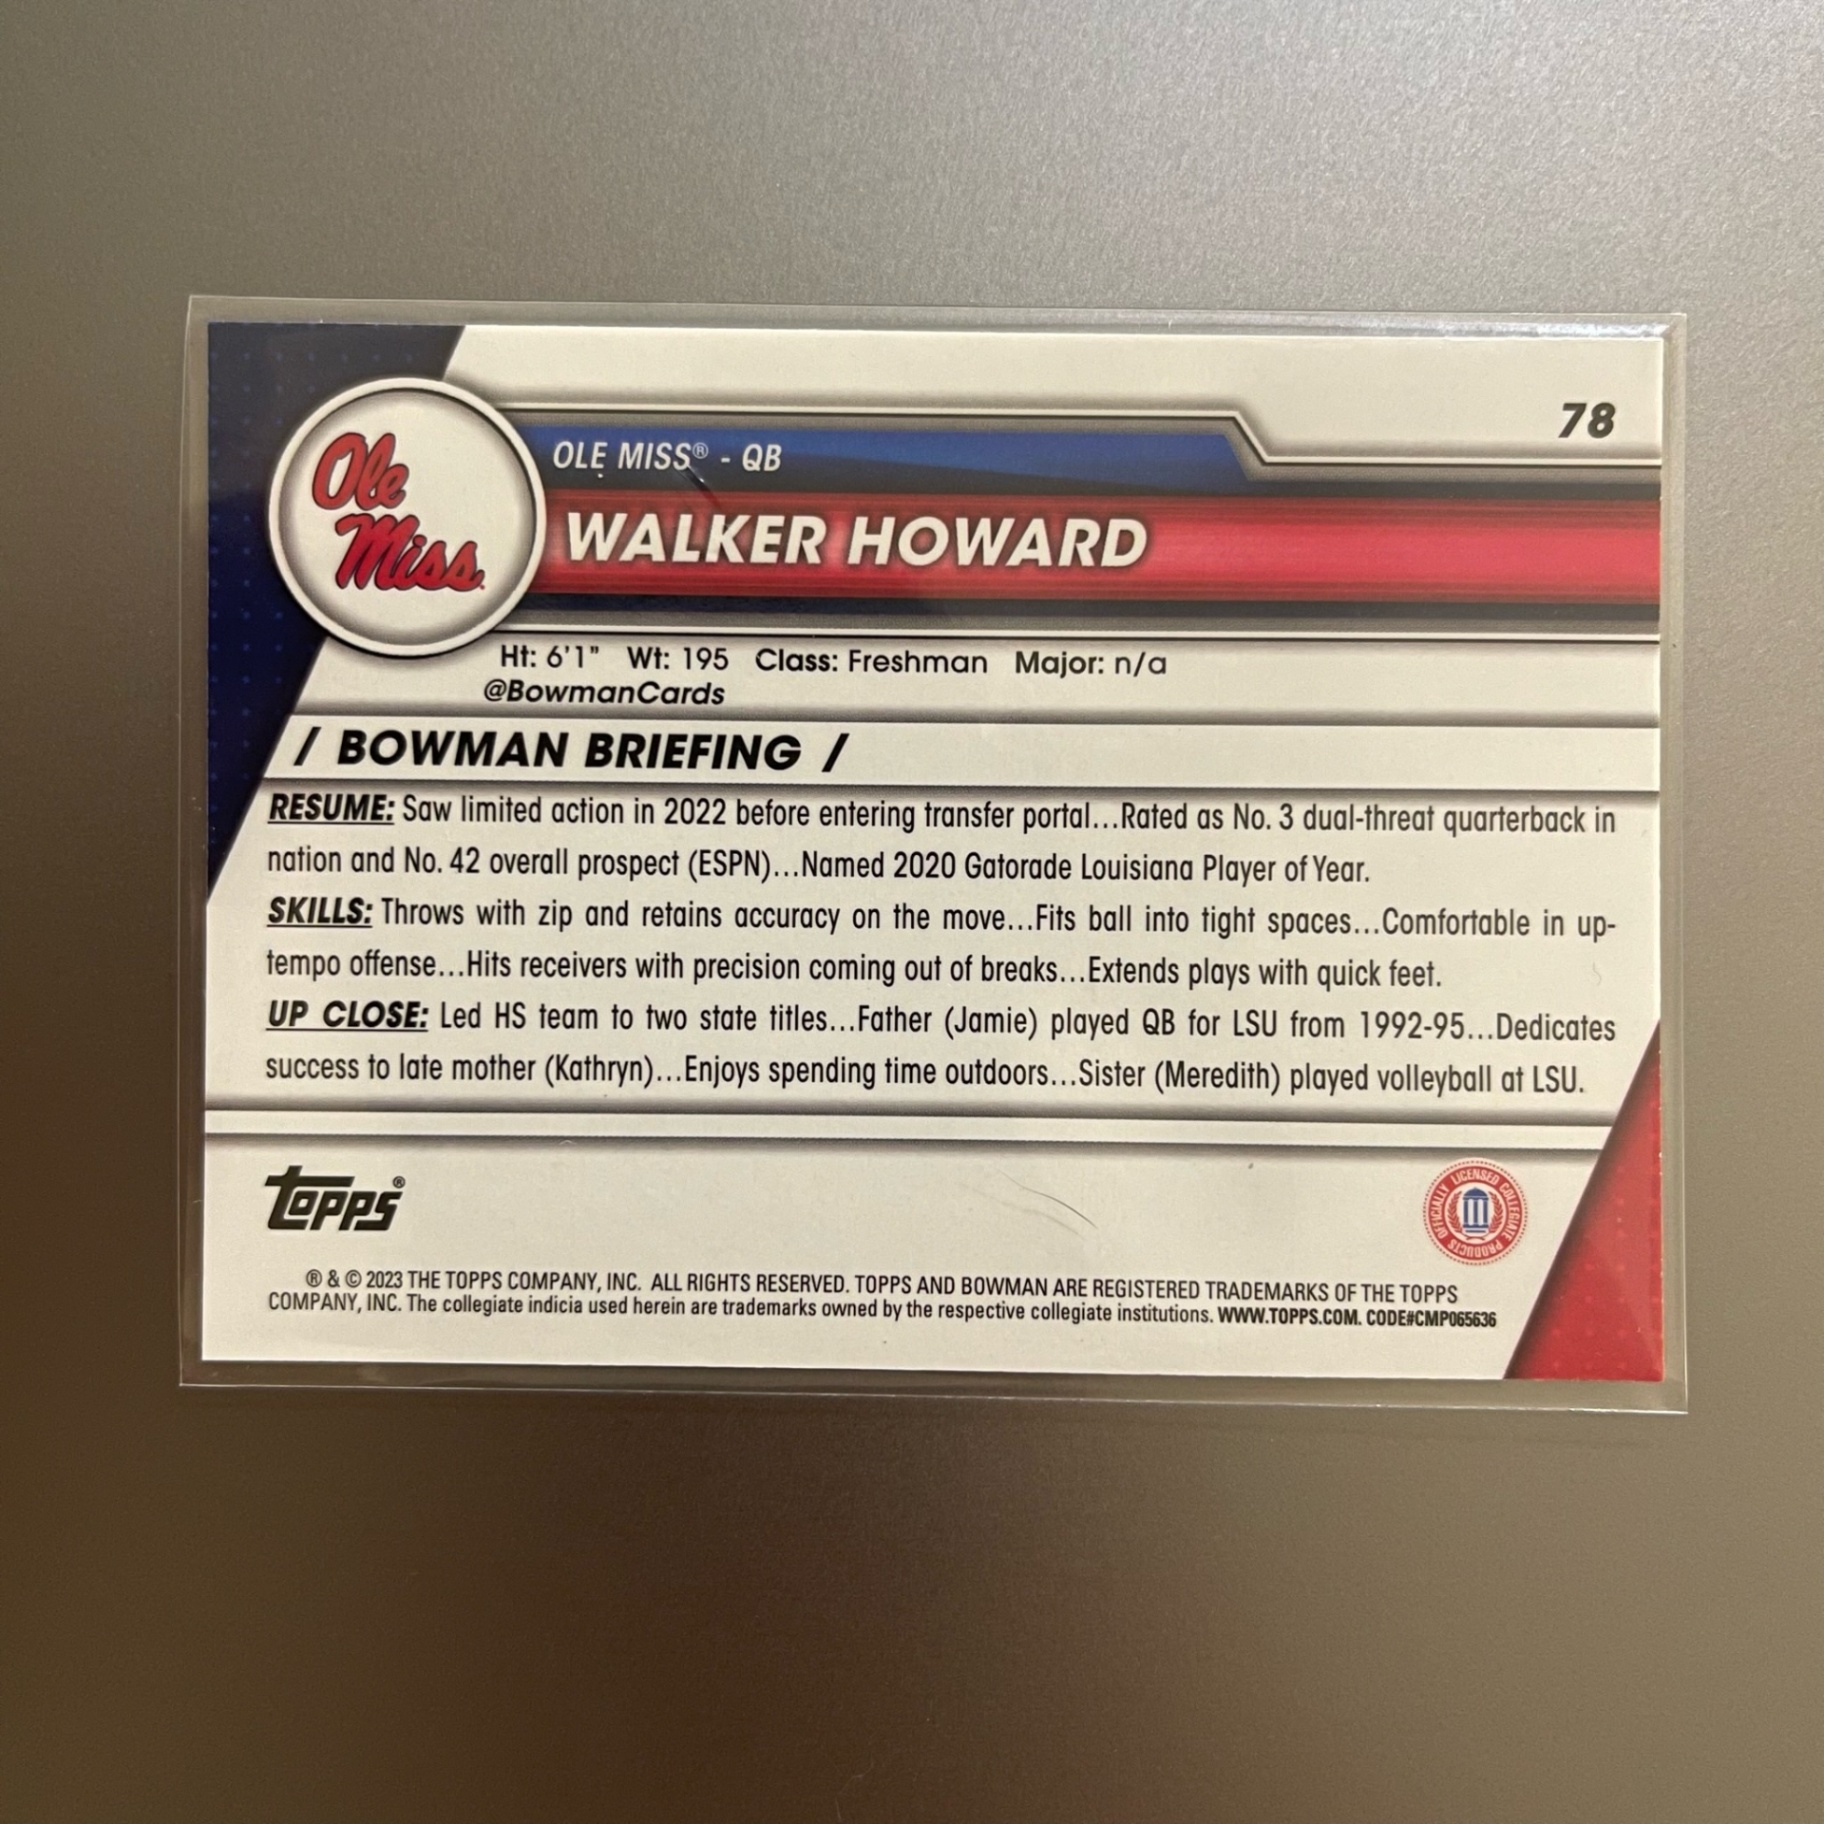 78
OLE MISS® - QB
Ole
Miss
WALKER HOWARD
Ht: 6'1" Wt: 195 Class: Freshman Major: n/a
@BowmanCards
/ BOWMAN BRIEFING /
RESUME: Saw limited action in 2022 before entering transfer portal...Rated as No. 3 dual-threat quarterback in
nation and No. 42 overall prospect (ESPN)...Named 2020 Gatorade Louisiana Player of Year.
SKILLS: Throws with zip and retains accuracy on the move...Fits ball into tight spaces...Comfortable in up-
tempo offense...Hits receivers with precision coming out of breaks...Extends plays with quick feet.
UP CLOSE: Led HS team to two state titles...Father (Jamie) played QB for LSU from 1992-95...Dedicates
success to late mother (Kathryn)...Enjoys spending time outdoors...Sister (Meredith) played volleyball at LSU.
topps®
OFFICIALLY LICENSED COLLEGIATE PRODUCTS
® & © 2023 THE TOPPS COMPANY, INC. ALL RIGHTS RESERVED. TOPPS AND BOWMAN ARE REGISTERED TRADEMARKS OF THE TOPPS
COMPANY, INC. The collegiate indicia used herein are trademarks owned by the respective collegiate institutions. WWW.TOPPS.COM. CODE#CMP065636